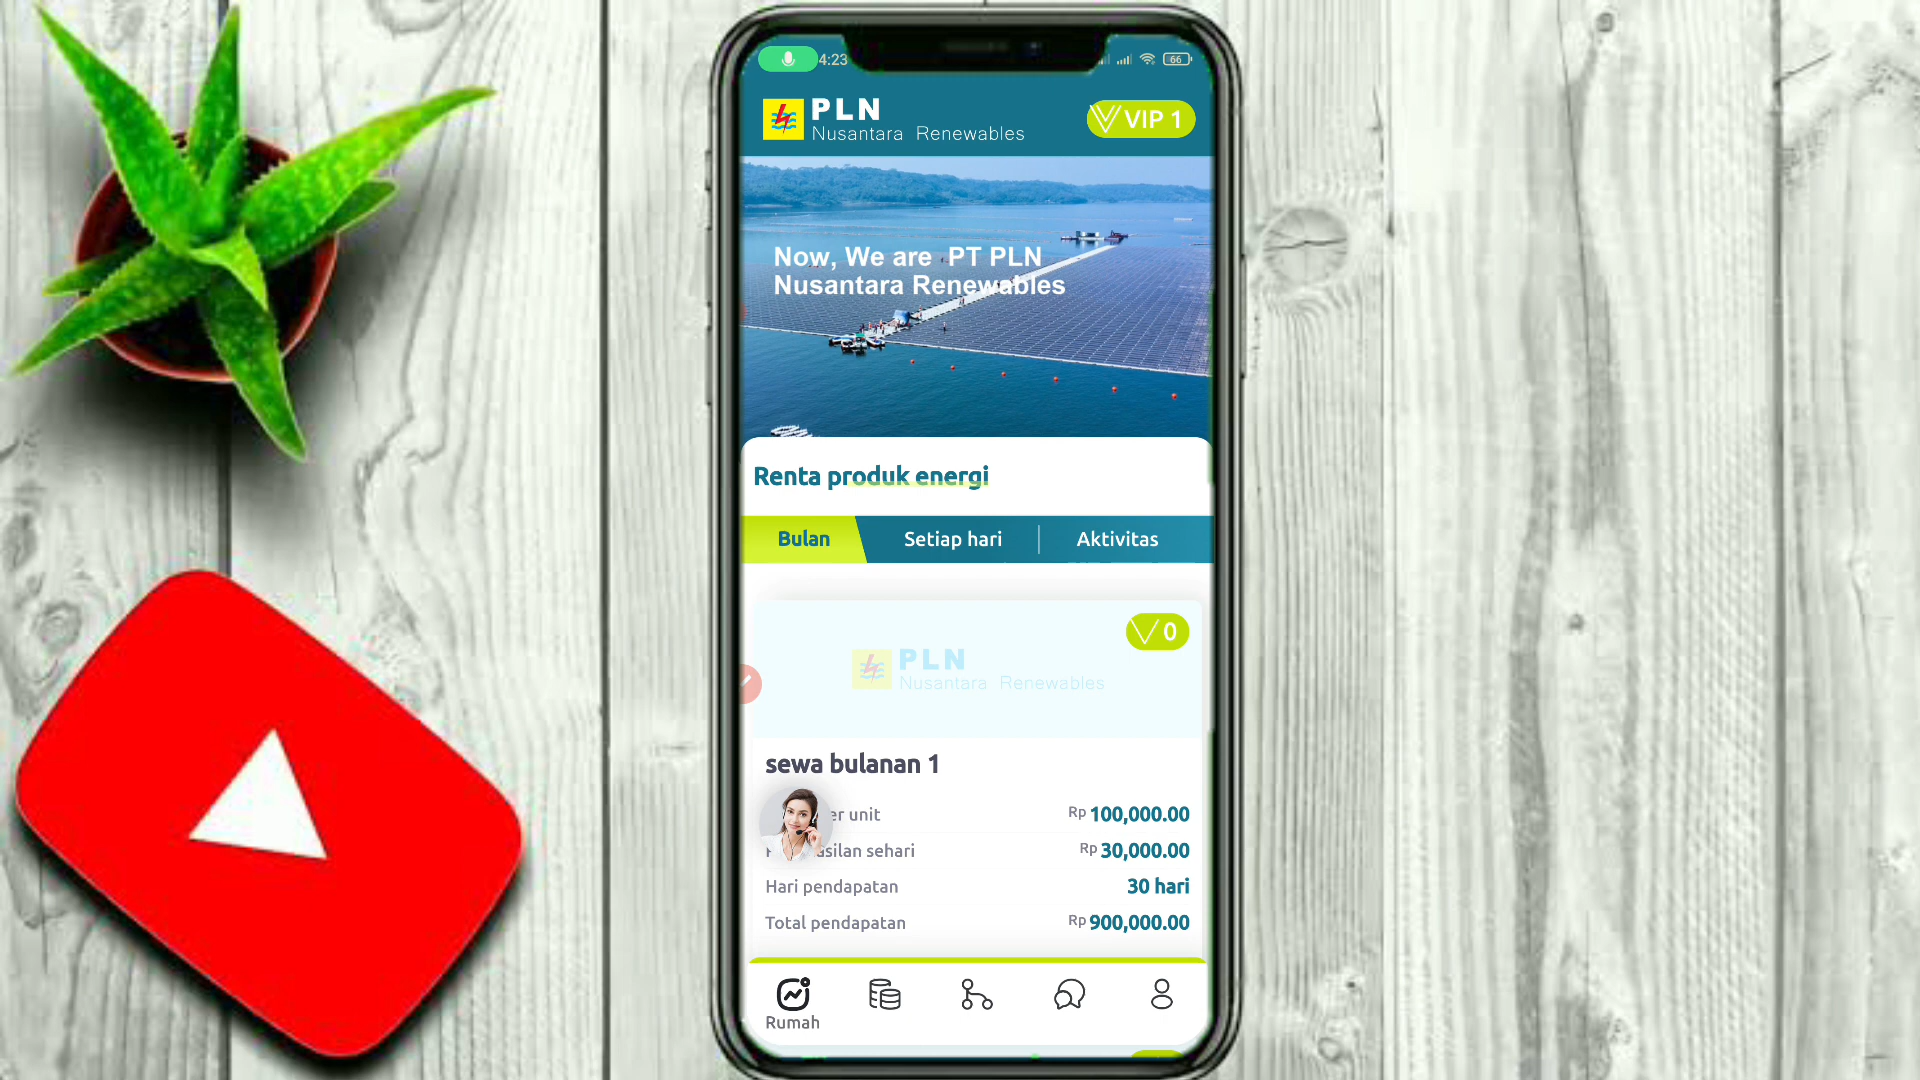 4:23
66
PLN
Nusantara Renewables
VIP 1
Now, We are PT PLN
Nusantara Renewables
Renta produk energi
Bulan
Setiap hari
Aktivitas
0
PLN
Nusantara Renewables
sewa bulanan 1
unit
Rp 100,000.00
sehari
Rp 30,000.00
Hari pendapatan
30 hari
Total pendapatan
Rp 900,000.00
Rumah